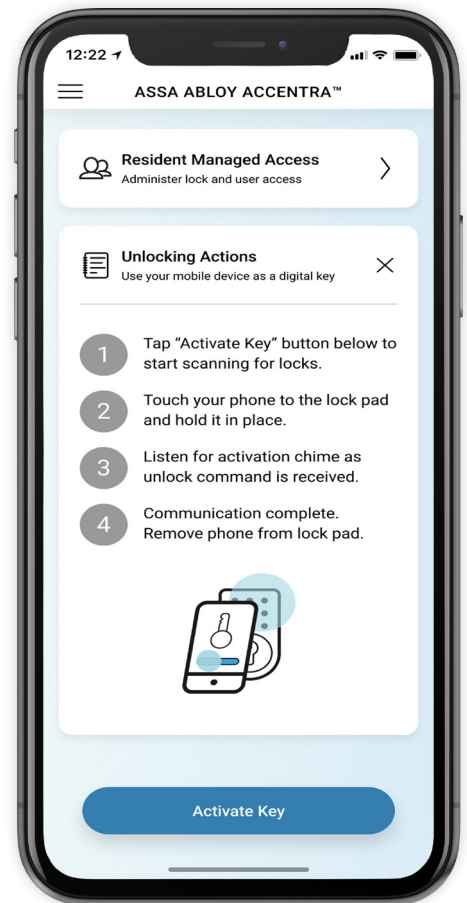 12:22
ASSA ABLOY ACCENTRA™
Resident Managed Access
Administer lock and user access
Unlocking Actions
Use your mobile device as a digital key
1 Tap “Activate Key” button below to
start scanning for locks.
2 Touch your phone to the lock pad
and hold it in place.
3 Listen for activation chime as
unlock command is received.
4 Communication complete.
Remove phone from lock pad.
Activate Key